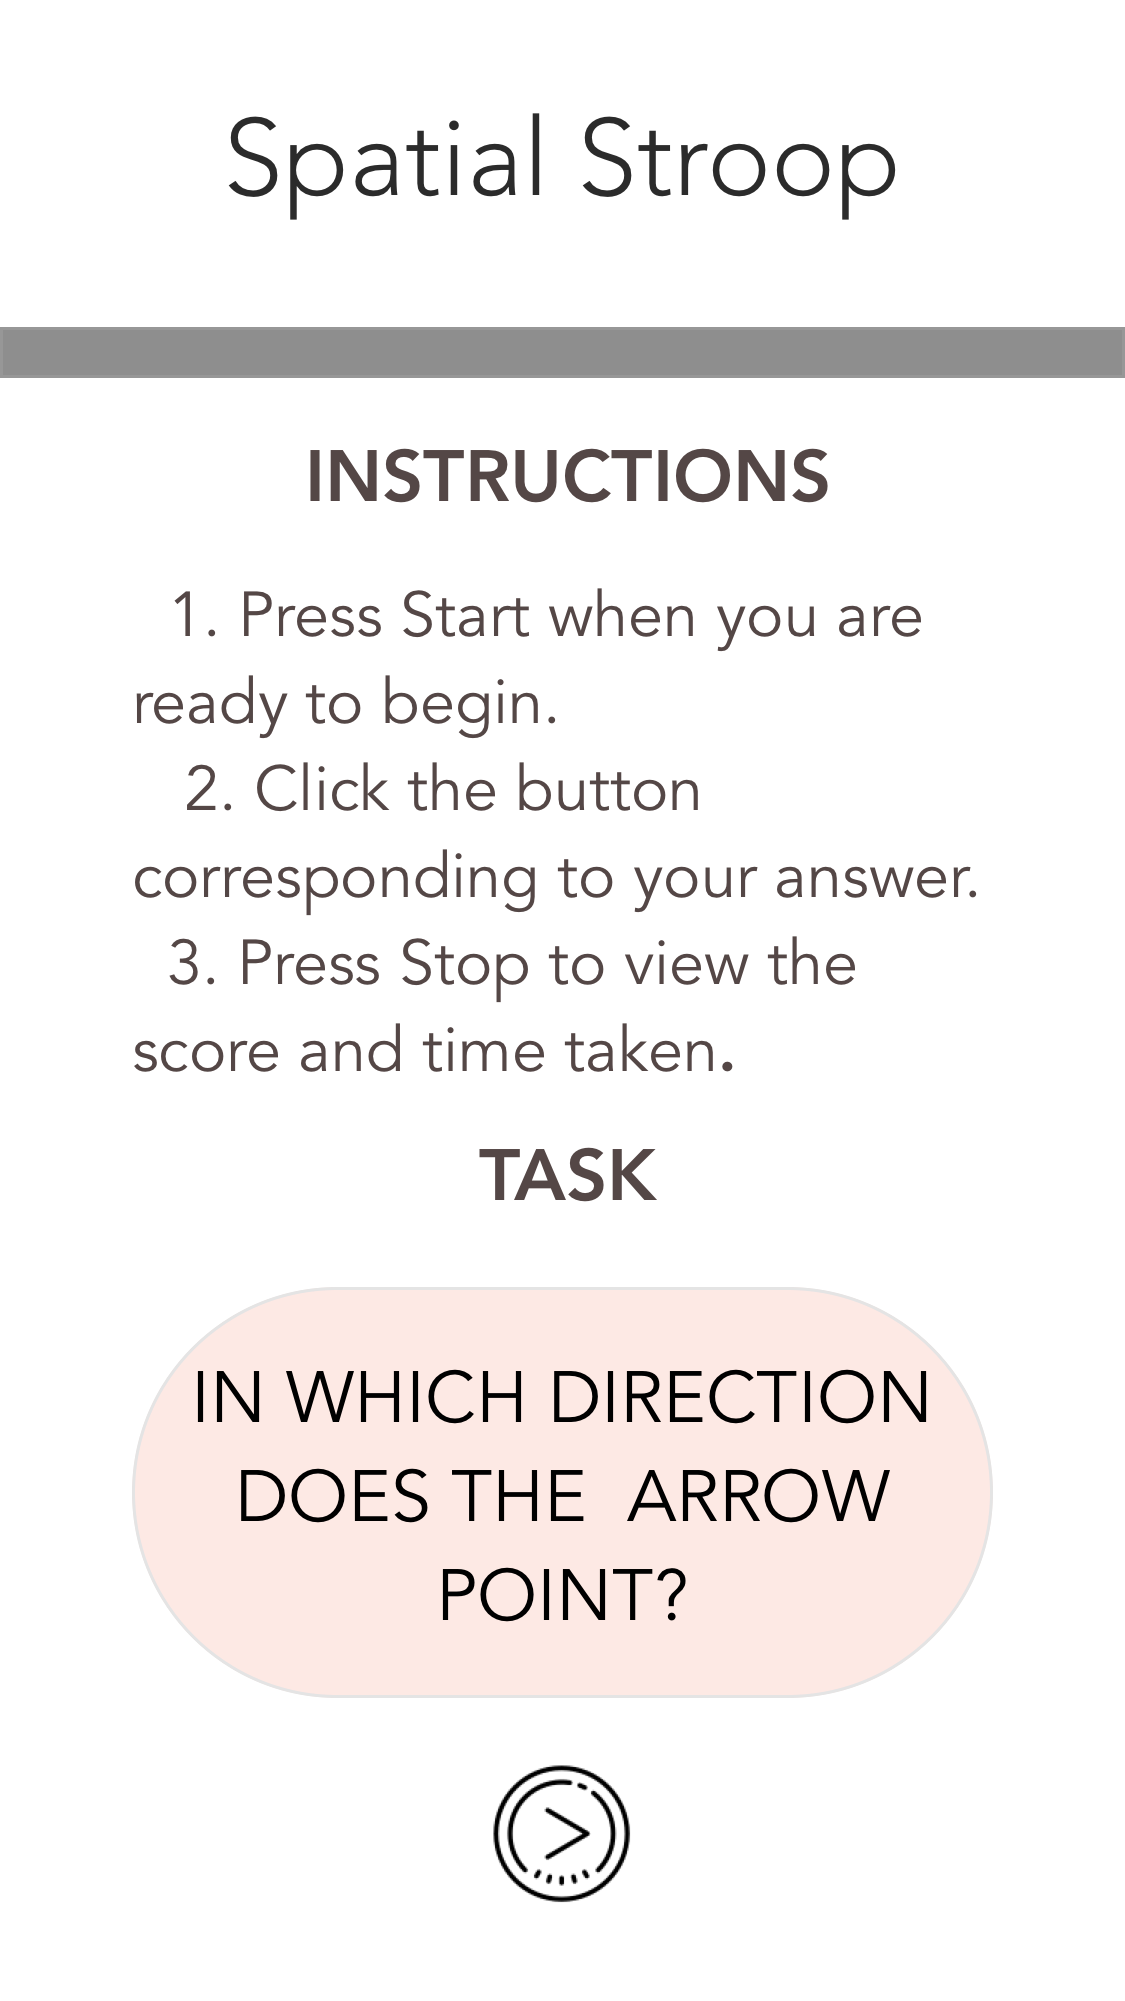 Spatial Stroop
INSTRUCTIONS
1. Press Start when you are
ready to begin.
2. Click the button
corresponding to your answer.
3. Press Stop to view the
score and time taken.
TASK
IN WHICH DIRECTION
DOES THE  ARROW
POINT?